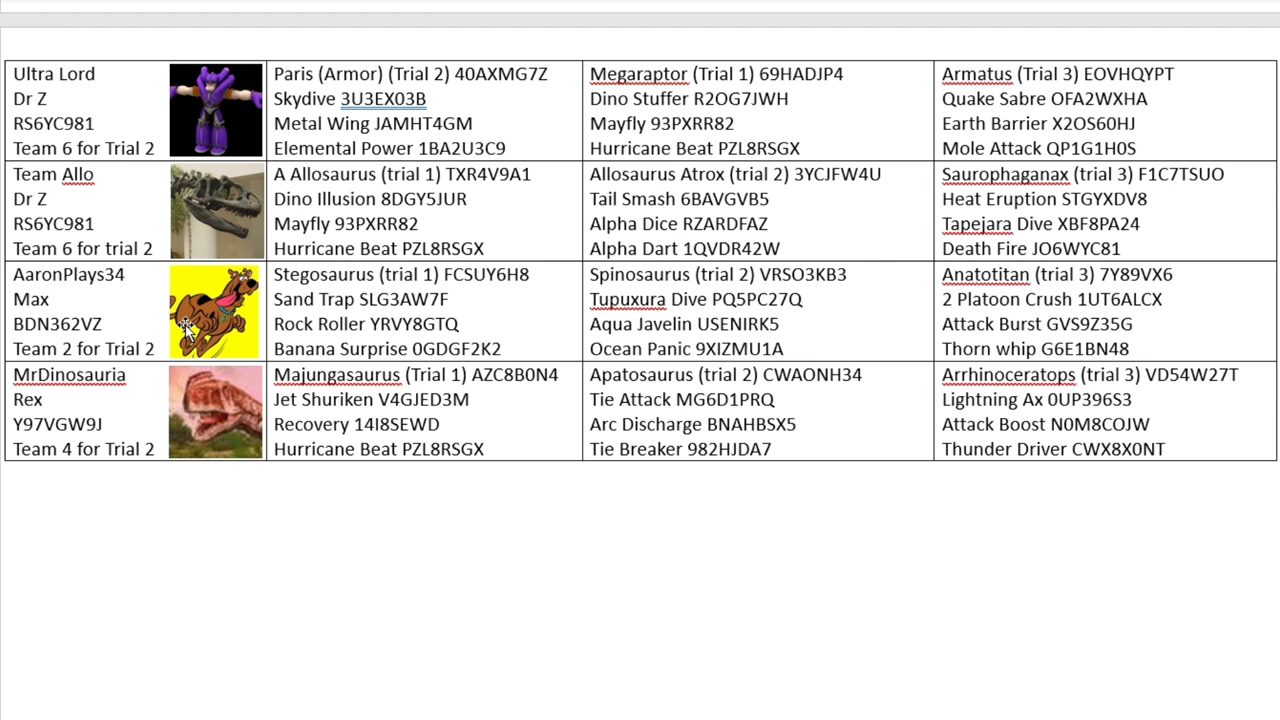 Ultra Lord
Dr Z
RS6YC981
Team 6 for Trial 2
Paris (Armor) (Trial 2) 40AXMG7Z
Skydive 3U3EX03B
Metal Wing JAMHT4GM
Elemental Power 1BA2U3C9
Megaraptor (Trial 1) 69HADJP4
Dino Stuffer R2OG7JWH
Mayfly 93PXRR82
Hurricane Beat PZL8RSGX
Armatus (Trial 3) EOVHQYPT
Quake Sabre OFA2WXHA
Earth Barrier X2OS60HJ
Mole Attack QP1G1H0S
Team Allo
Dr Z
RS6YC981
Team 6 for trial 2
A Allosaurus (trial 1) TXR4V9A1
Dino Illusion 8DGY5JUR
Mayfly 93PXRR82
Hurricane Beat PZL8RSGX
Allosaurus Atrox (trial 2) 3YCJFW4U
Tail Smash 6BAVGVB5
Alpha Dice RZARDFAZ
Alpha Dart 1QVDR42W
Saurophaganax (trial 3) F1C7TSUO
Heat Eruption STGYXDV8
Tapejara Dive XBF8PA24
Death Fire JO6WYC81
AaronPlays34
Max
BDN362VZ
Team 2 for Trial 2
Stegosaurus (trial 1) FCSUY6H8
Sand Trap SLG3AW7F
Rock Roller YRVY8GTQ
Banana Surprise 0GDGF2K2
Spinosaurus (trial 2) VRSO3KB3
Tupuxura Dive PQ5PC27Q
Aqua Javelin USENIRK5
Ocean Panic 9XIZMU1A
Anatotitan (trial 3) 7Y89VX6
2 Platoon Crush 1UT6ALCX
Attack Burst GVS9Z35G
Thorn whip G6E1BN48
MrDinosauria
Rex
Y97VGW9J
Team 4 for Trial 2
Majungasaurus (Trial 1) AZC8B0N4
Jet Shuriken V4GJED3M
Recovery 14I8SEWD
Hurricane Beat PZL8RSGX
Apatosaurus (trial 2) CWAONH34
Tie Attack MG6D1PRQ
Arc Discharge BNAHBSX5
Tie Breaker 982HJDA7
Arrhinoceratops (trial 3) VD54W27T
Lightning Ax 0UP396S3
Attack Boost N0M8COJW
Thunder Driver CWX8X0NT